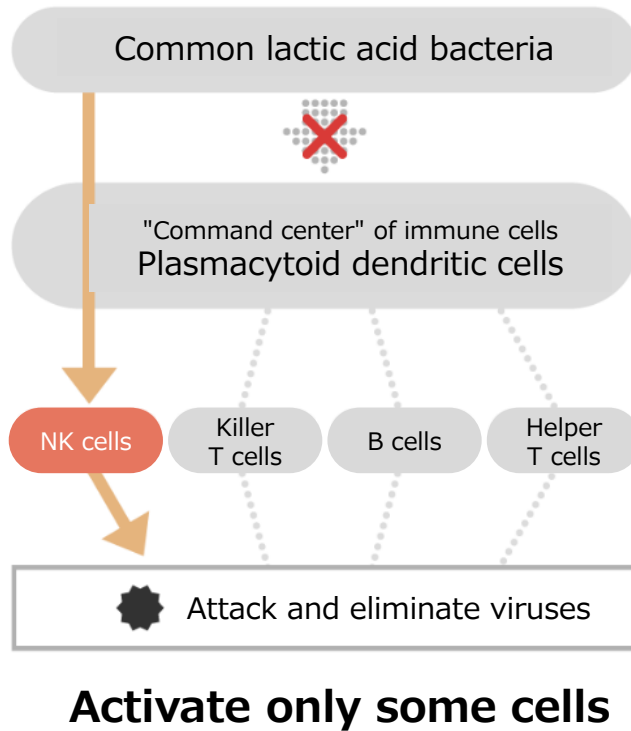 Common lactic acid bacteria
"Command center" of immune cells
Plasmacytoid dendritic cells
NK cells
Killer
T cells
B cells
Helper
T cells
Attack and eliminate viruses
Activate only some cells